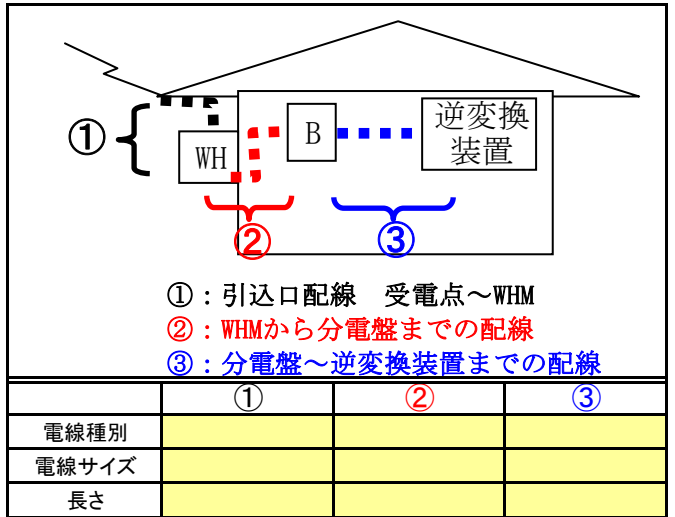 逆変換
装置
B
①
WH
②
③
①：引込口配線　受電点～WHM
②：WHMから分電盤までの配線
③：分電盤～逆変換装置までの配線
① ② ③
電線種別
電線サイズ
長さ